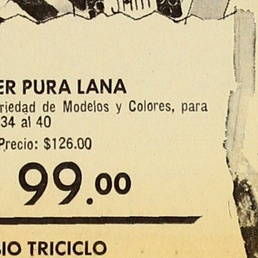 ER PURA LANA
riedad de Modelos y Colores, para
34 al 40
Precio: $126.00
99.00
IO TRICICLO